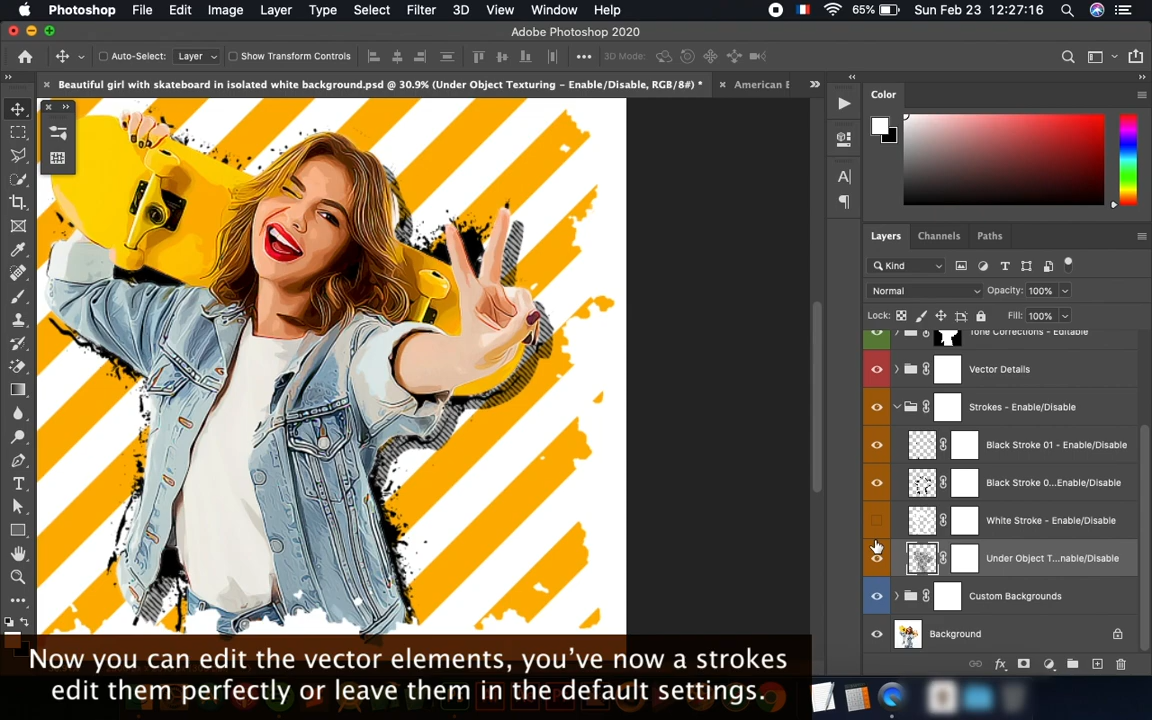 Photoshop File Edit Image Layer Type Select Filter 3D View Window Help 65% Sun Feb 23 12:27:16
Adobe Photoshop 2020
Auto-Select: Layer Show Transform Controls 3D Mode:
Beautiful girl with skateboard in isolated white background.psd @ 30.9% (Under Object Texturing - Enable/Disable, RGB/8#) *
American E
Color
Layers Channels Paths
Kind
Normal Opacity: 100%
Lock: Fill: 100%
Tone Corrections - Editable
Vector Details
Strokes - Enable/Disable
Black Stroke 01 - Enable/Disable
Black Stroke 0...Enable/Disable
White Stroke - Enable/Disable
Under Object T...nable/Disable
Custom Backgrounds
Background
Now you can edit the vector elements, you've now a strokes
edit them perfectly or leave them in the default settings.